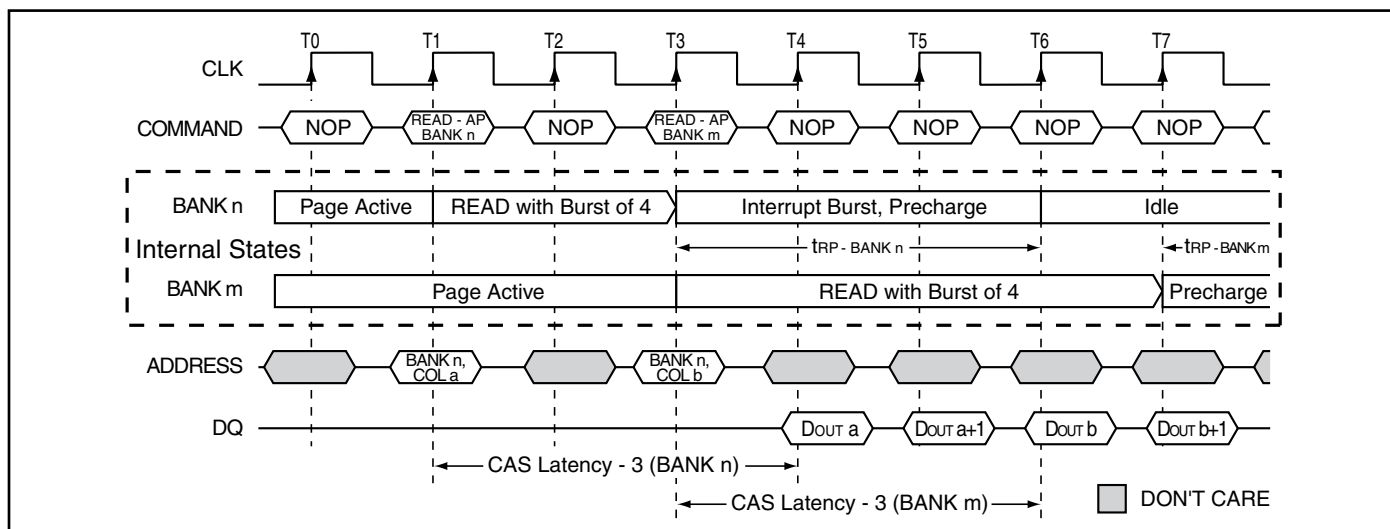 T0 T1 T2 T3 T4 T5 T6 T7
CLK
COMMAND NOP READ - AP BANK n NOP READ - AP BANK m NOP NOP NOP NOP
BANK n Page Active READ with Burst of 4 Interrupt Burst, Precharge Idle
Internal States tRP - BANK n tRP - BANK m
BANK m Page Active READ with Burst of 4 Precharge
ADDRESS BANK n, COL a BANK n, COL b
DQ DOUT a DOUT a+1 DOUT b DOUT b+1
CAS Latency - 3 (BANK n)
CAS Latency - 3 (BANK m) DON'T CARE